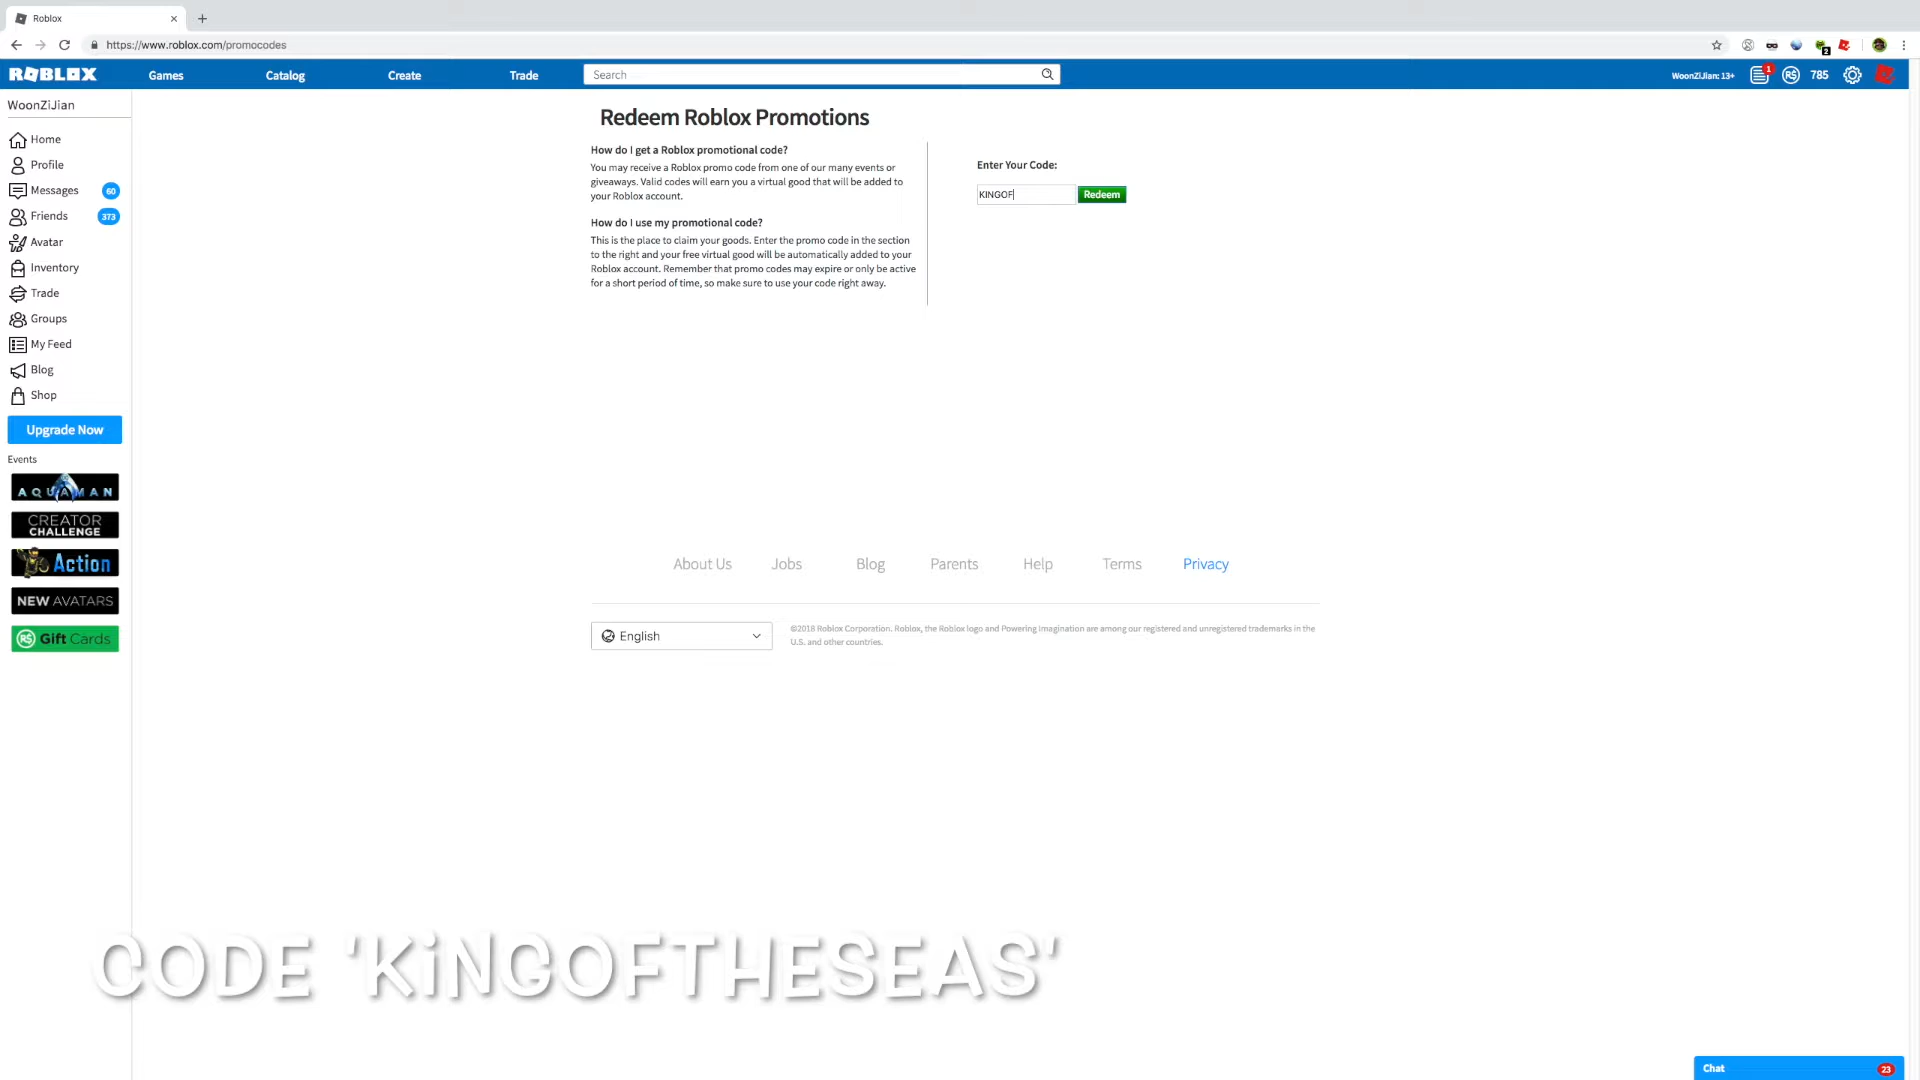 Roblox
https://www.roblox.com/promocodes
2
ROBLOX
Games
Catalog
Create
Trade
Search
WoonZiJian: 13+
1
R$
785
WoonZiJian
Home
Profile
Messages
60
Friends
373
Avatar
Inventory
Trade
Groups
My Feed
Blog
Shop
Upgrade Now
Events
AQUAMAN
CREATOR
CHALLENGE
Action
NEW AVATARS
R$ Gift Cards
Redeem Roblox Promotions
How do I get a Roblox promotional code?
You may receive a Roblox promo code from one of our many events or
giveaways. Valid codes will earn you a virtual good that will be added to
your Roblox account.
How do I use my promotional code?
This is the place to claim your goods. Enter the promo code in the section
to the right and your free virtual good will be automatically added to your
Roblox account. Remember that promo codes may expire or only be active
for a short period of time, so make sure to use your code right away.
Enter Your Code:
KINGOF
Redeem
About Us
Jobs
Blog
Parents
Help
Terms
Privacy
English
©2018 Roblox Corporation. Roblox, the Roblox logo and Powering Imagination are among our registered and unregistered trademarks in the
U.S. and other countries.
CODE 'KiNGOFTHESEAS'
Chat
23